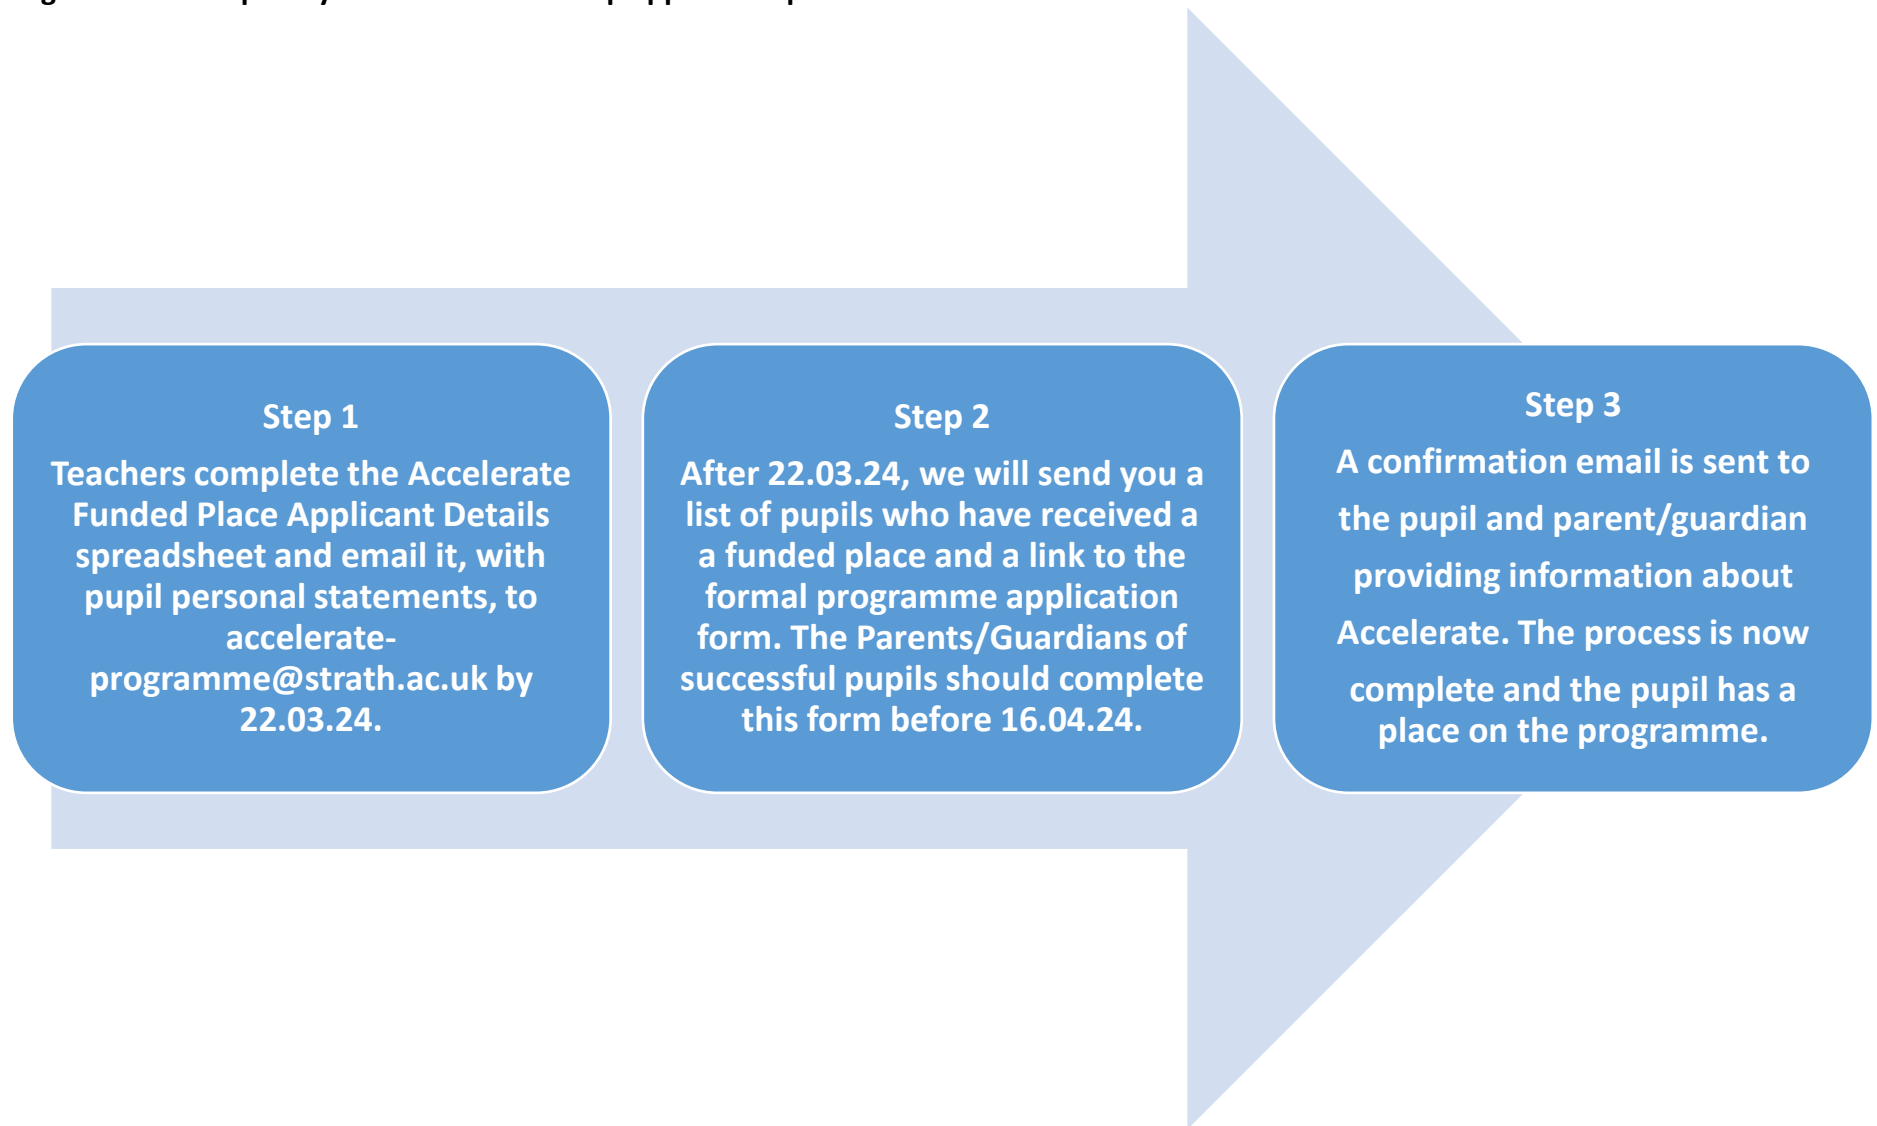 Step 1
Teachers complete the Accelerate
Funded Place Applicant Details
spreadsheet and email it, with
pupil personal statements, to
accelerate-
programme@strath.ac.uk by
22.03.24.
Step 2
After 22.03.24, we will send you a
list of pupils who have received a
a funded place and a link to the
formal programme application
form. The Parents/Guardians of
successful pupils should complete
this form before 16.04.24.
Step 3
A confirmation email is sent to
the pupil and parent/guardian
providing information about
Accelerate. The process is now
complete and the pupil has a
place on the programme.